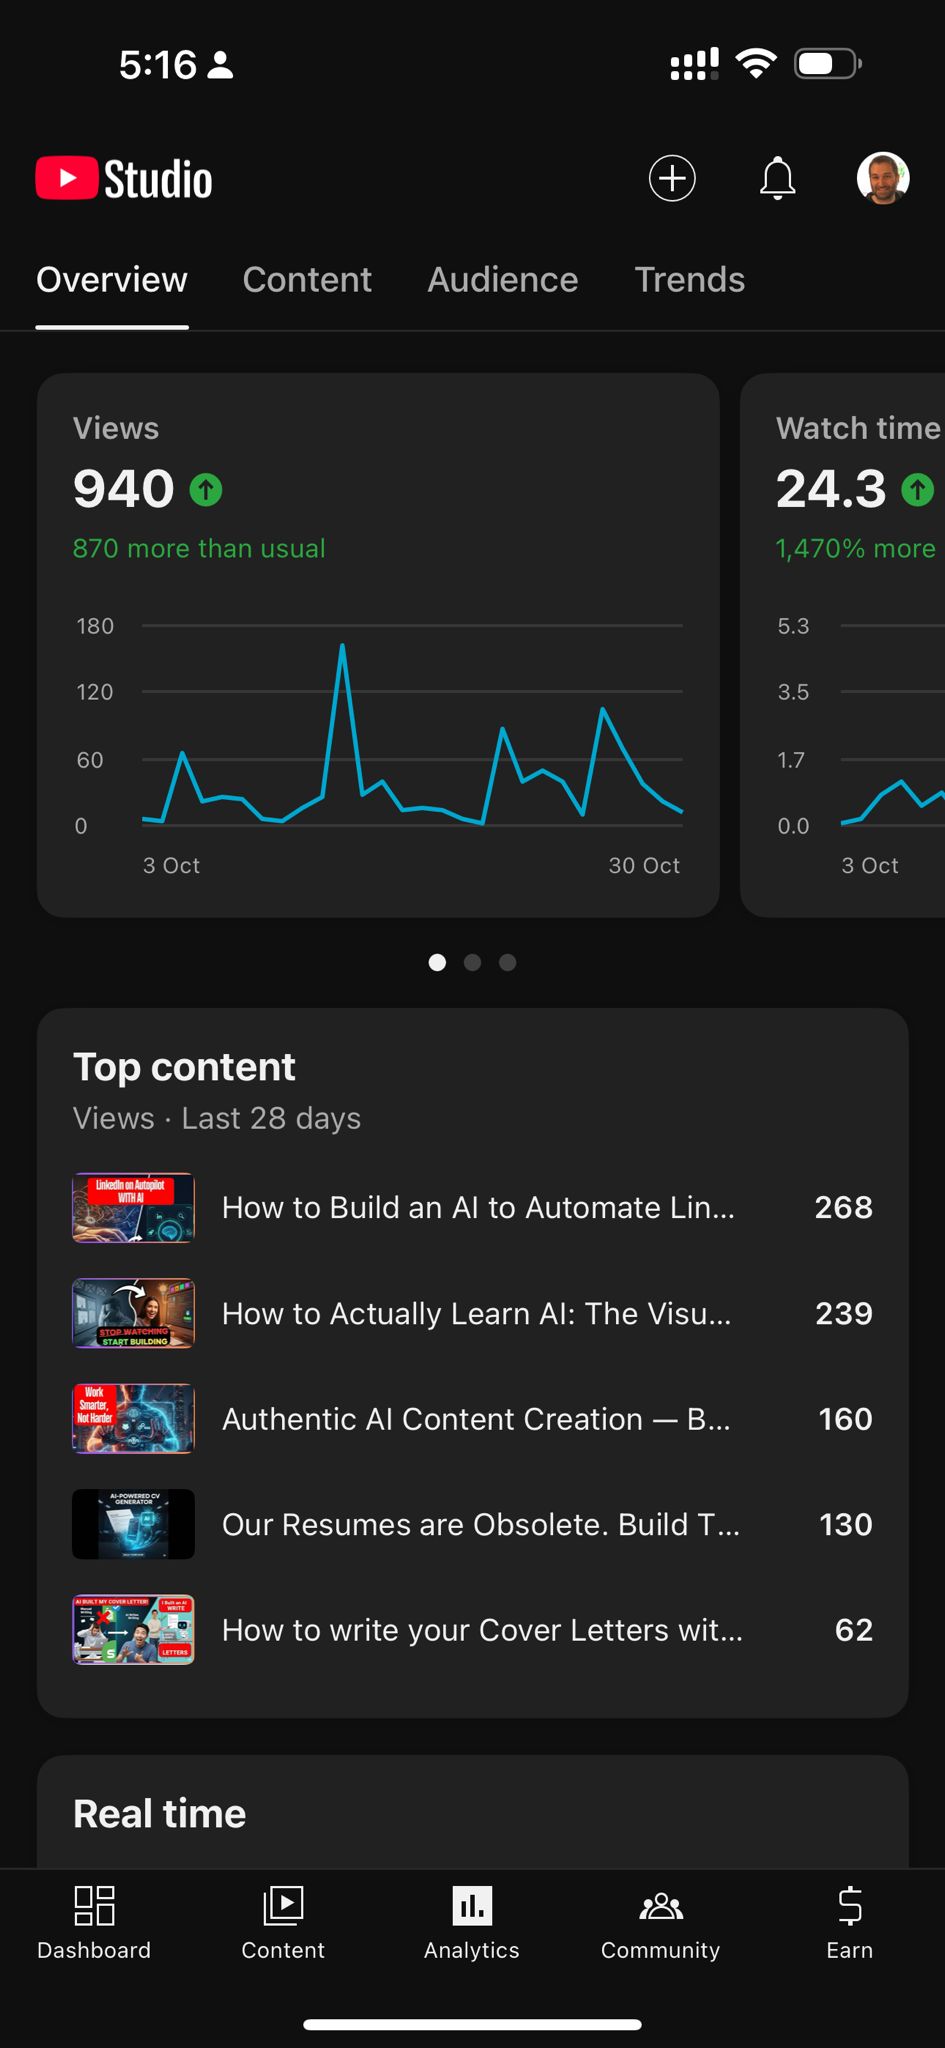 5:16
Studio
Overview Content Audience Trends
Views
940
870 more than usual
180
120
60
0
3 Oct 30 Oct
Watch time
24.3
1,470% more
5.3
3.5
1.7
0.0
3 Oct
Top content
Views · Last 28 days
LinkedIn on Autopilot
WITH AI
How to Build an AI to Automate Lin... 268
STOP WATCHING
START BUILDING
How to Actually Learn AI: The Visu... 239
Work
Smarter,
Not Harder
Authentic AI Content Creation — B... 160
AI-POWERED CV
GENERATOR
Our Resumes are Obsolete. Build T... 130
AI BUILT MY COVER LETTER!
I Built an AI
WRITE
LETTERS
How to write your Cover Letters wit... 62
Real time
Dashboard Content Analytics Community Earn